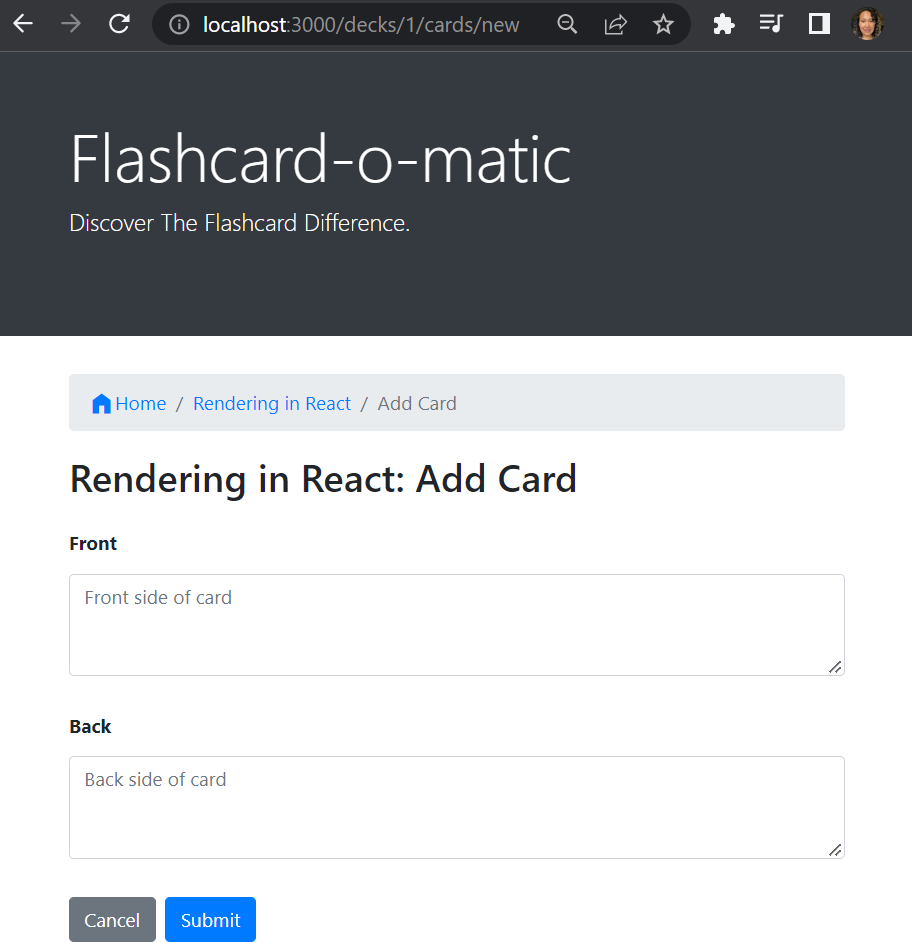 localhost:3000/decks/1/cards/new
Flashcard-o-matic
Discover The Flashcard Difference.
Home / Rendering in React / Add Card
Rendering in React: Add Card
Front
Front side of card
Back
Back side of card
Cancel Submit